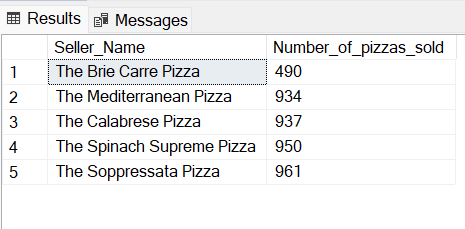 Results Messages
Seller_Name Number_of_pizzas_sold
1 The Brie Carre Pizza 490
2 The Mediterranean Pizza 934
3 The Calabrese Pizza 937
4 The Spinach Supreme Pizza 950
5 The Soppressata Pizza 961